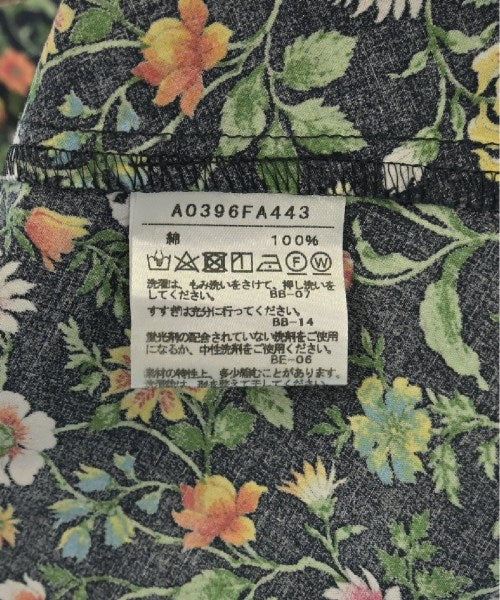 A0396FA443
綿 100%
F W
洗濯は、もみ洗いをさけて、押し洗いを
してください。 BB-07
すすぎは充分に行ってください。
BB-14
蛍光剤の配合されていない洗剤をご使用
になるか、中性洗剤をご使用ください。
BE-06
素材の特性上、多少縮むことがあります。